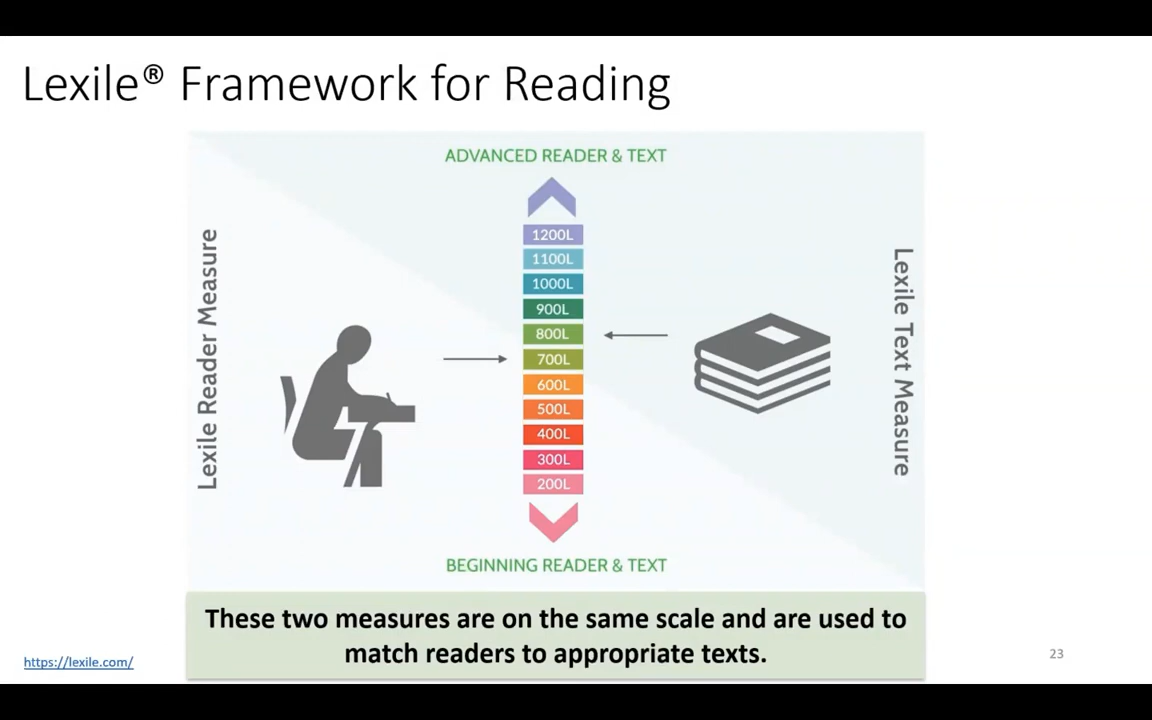 Lexile® Framework for Reading
ADVANCED READER & TEXT
Lexile Reader Measure
1200L
1100L
1000L
900L
800L
700L
600L
500L
400L
300L
200L
Lexile Text Measure
BEGINNING READER & TEXT
These two measures are on the same scale and are used to
match readers to appropriate texts.
https://lexile.com/
23